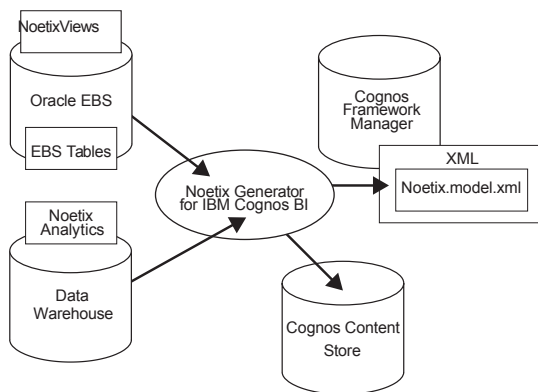 NoetixViews
Oracle EBS
EBS Tables
Noetix
Analytics
Data
Warehouse
Noetix Generator
for IBM Cognos BI
Cognos
Framework
Manager
XML
Noetix.model.xml
Cognos Content
Store